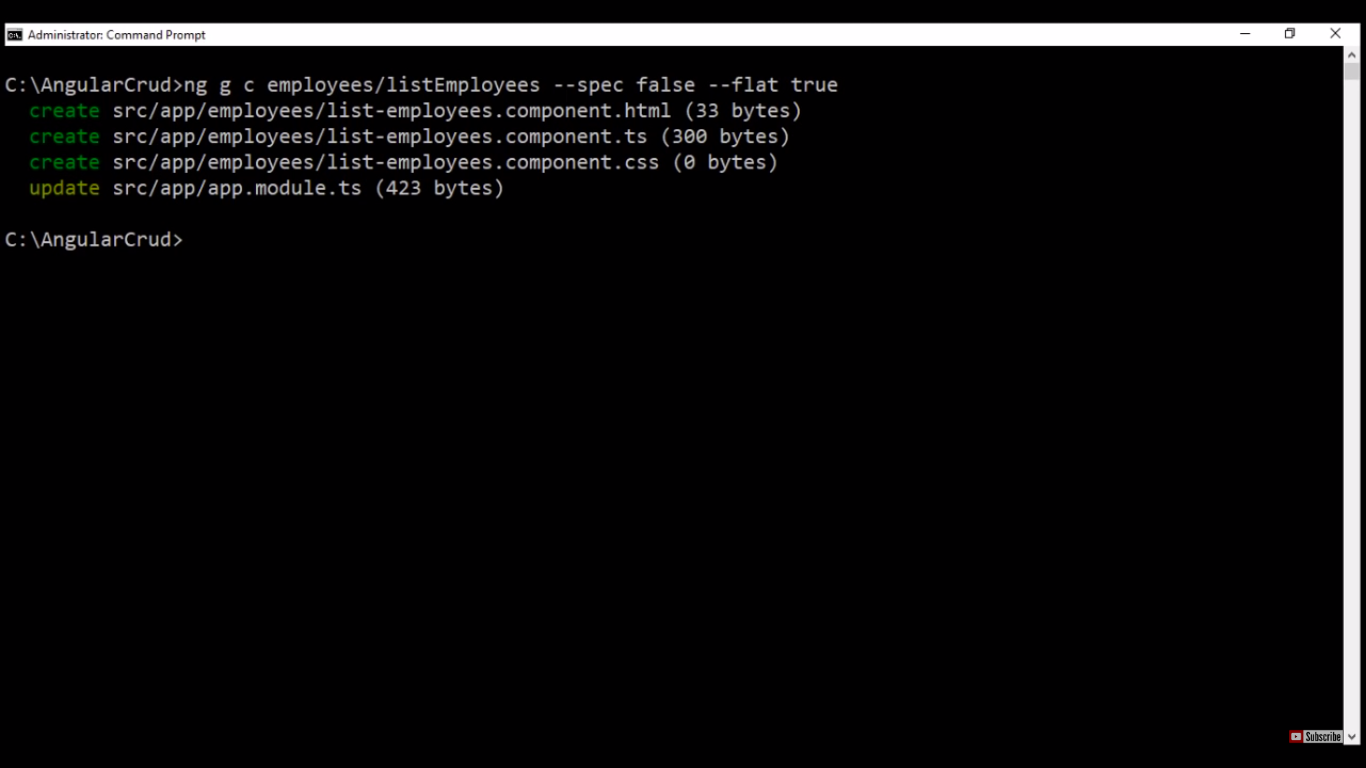 Administrator: Command Prompt
C:\AngularCrud>ng g c employees/listEmployees --spec false --flat true
create src/app/employees/list-employees.component.html (33 bytes)
create src/app/employees/list-employees.component.ts (300 bytes)
create src/app/employees/list-employees.component.css (0 bytes)
update src/app/app.module.ts (423 bytes)
C:\AngularCrud>
Subscribe